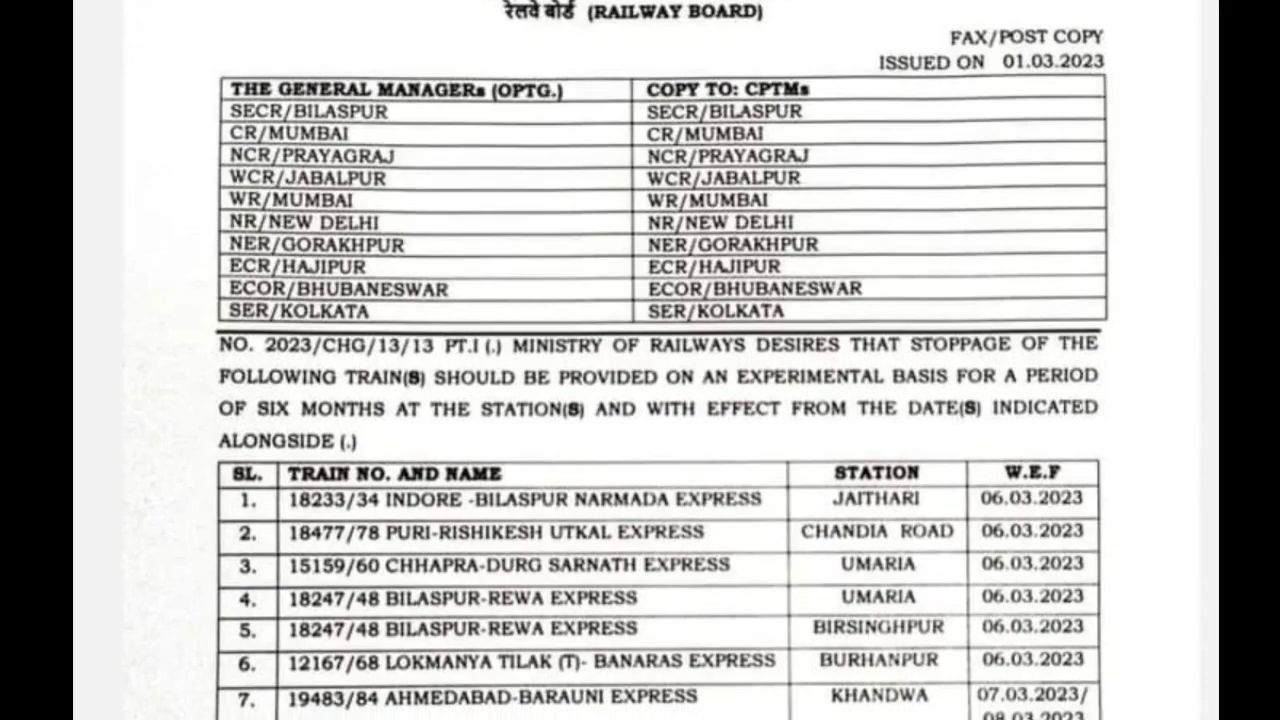 रेलवे बोर्ड (RAILWAY BOARD)
FAX/POST COPY
ISSUED ON 01.03.2023
THE GENERAL MANAGERs (OPTG.) COPY TO: CPTMs
SECR/BILASPUR SECR/BILASPUR
CR/MUMBAI CR/MUMBAI
NCR/PRAYAGRAJ NCR/PRAYAGRAJ
WCR/JABALPUR WCR/JABALPUR
WR/MUMBAI WR/MUMBAI
NR/NEW DELHI NR/NEW DELHI
NER/GORAKHPUR NER/GORAKHPUR
ECR/HAJIPUR ECR/HAJIPUR
ECOR/BHUBANESWAR ECOR/BHUBANESWAR
SER/KOLKATA SER/KOLKATA
NO. 2023/CHG/13/13 PT.I (.) MINISTRY OF RAILWAYS DESIRES THAT STOPPAGE OF THE
FOLLOWING TRAIN(S) SHOULD BE PROVIDED ON AN EXPERIMENTAL BASIS FOR A PERIOD
OF SIX MONTHS AT THE STATION(S) AND WITH EFFECT FROM THE DATE(S) INDICATED
ALONGSIDE (.)
SL. TRAIN NO. AND NAME STATION W.E.F
1. 18233/34 INDORE -BILASPUR NARMADA EXPRESS JAITHARI 06.03.2023
2. 18477/78 PURI-RISHIKESH UTKAL EXPRESS CHANDIA ROAD 06.03.2023
3. 15159/60 CHHAPRA-DURG SARNATH EXPRESS UMARIA 06.03.2023
4. 18247/48 BILASPUR-REWA EXPRESS UMARIA 06.03.2023
5. 18247/48 BILASPUR-REWA EXPRESS BIRSINGHPUR 06.03.2023
6. 12167/68 LOKMANYA TILAK (T)- BANARAS EXPRESS BURHANPUR 06.03.2023
7. 19483/84 AHMEDABAD-BARAUNI EXPRESS KHANDWA 07.03.2023/
08.03.2023